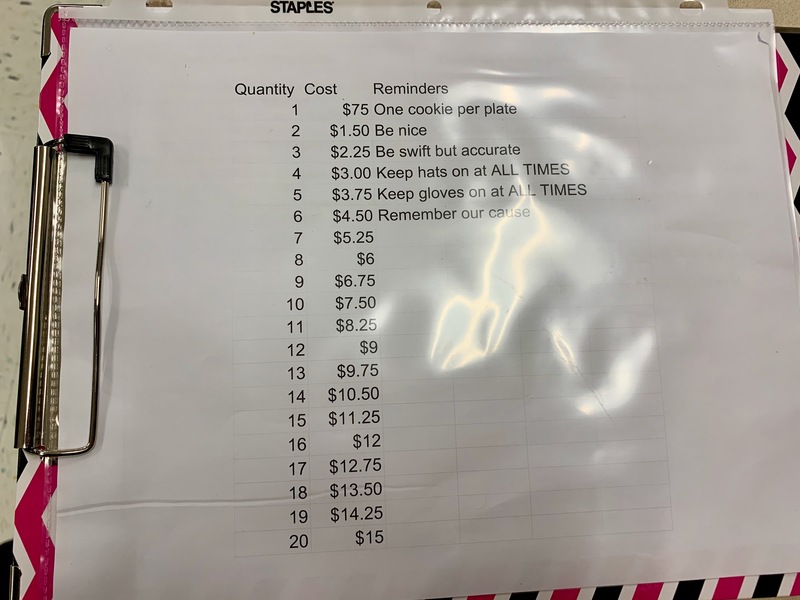 STAPLES
Quantity Cost Reminders
1 $75 One cookie per plate
2 $1.50 Be nice
3 $2.25 Be swift but accurate
4 $3.00 Keep hats on at ALL TIMES
5 $3.75 Keep gloves on at ALL TIMES
6 $4.50 Remember our cause
7 $5.25
8 $6
9 $6.75
10 $7.50
11 $8.25
12 $9
13 $9.75
14 $10.50
15 $11.25
16 $12
17 $12.75
18 $13.50
19 $14.25
20 $15